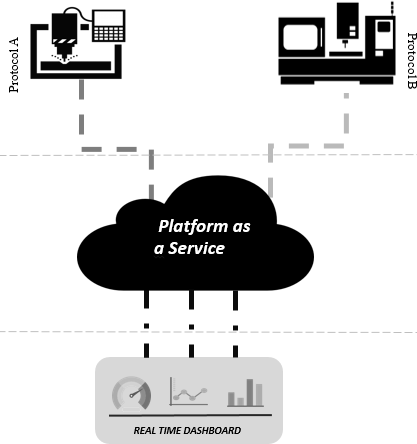 Protocol A
Protocol B
Platform as
a Service
REAL TIME DASHBOARD